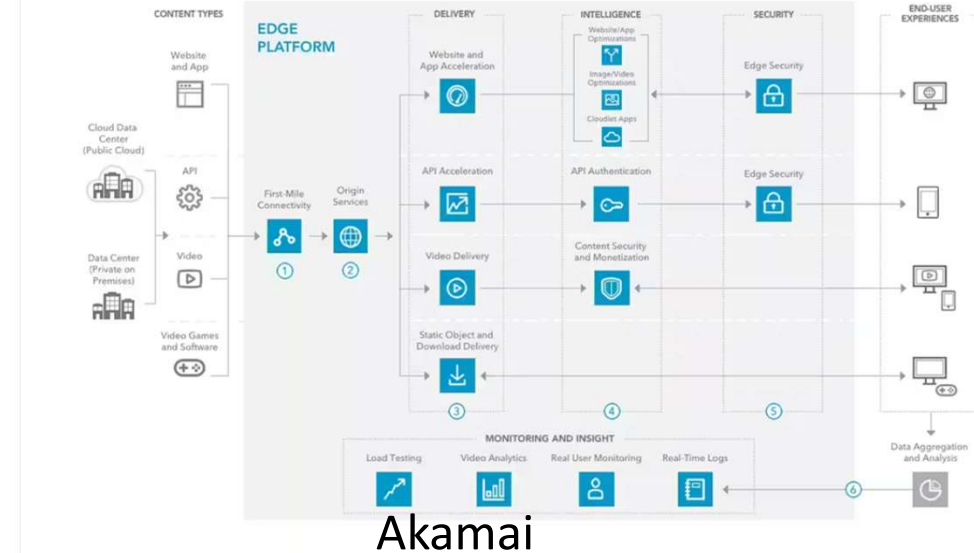 CONTENT TYPES
EDGE
PLATFORM
DELIVERY
INTELLIGENCE
SECURITY
END-USER
EXPERIENCES
Website
and App
Cloud Data
Center
(Public Cloud)
API
Data Center
(Private on
Premises)
Video
Video Games
and Software
First-Mile
Connectivity
1
Origin
Services
2
Website and
App Acceleration
API Acceleration
Video Delivery
Static Object and
Download Delivery
3
Website/App
Optimizations
Image/Video
Optimizations
Cloudlet Apps
API Authentication
Content Security
and Monetization
4
Edge Security
Edge Security
5
MONITORING AND INSIGHT
Load Testing
Video Analytics
Real User Monitoring
Real-Time Logs
6
Data Aggregation
and Analysis
Akamai